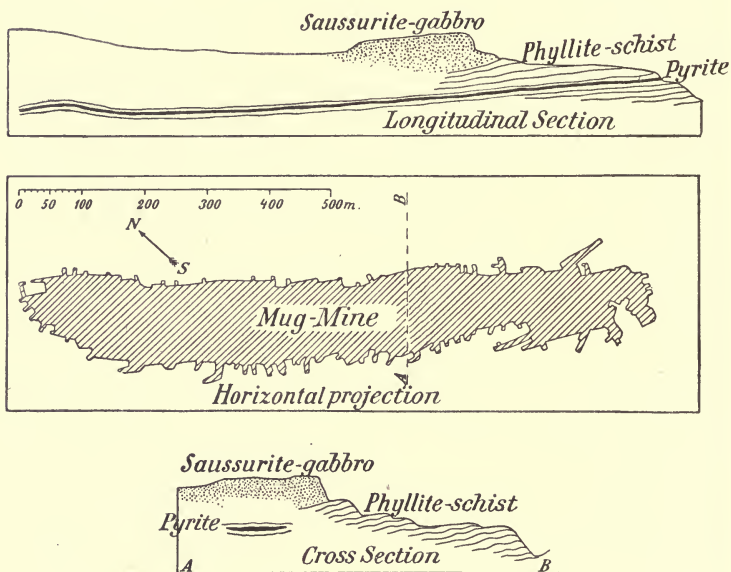 Saussurite-gabbro
Phyllite-schist
Pyrite
Longitudinal Section
0 50 100 200 300 400 500 m.
N
S
B
Mug-Mine
A
Horizontal projection
Saussurite-gabbro
Phyllite-schist
Pyrite
Cross Section
A
B